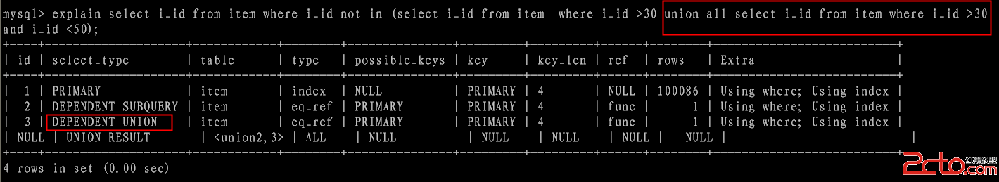 mysql> explain select i_id from item where i_id not in (select i_id from item  where i_id >30 union all select i_id from item where i_id >30
and i_id <50);
+----+--------------------+------------+--------+---------------+---------+---------+------+--------+--------------------------+
| id | select_type | table | type | possible_keys | key | key_len | ref | rows | Extra |
+----+--------------------+------------+--------+---------------+---------+---------+------+--------+--------------------------+
| 1 | PRIMARY | item | index | NULL | PRIMARY | 4 | NULL | 100086 | Using where; Using index |
| 2 | DEPENDENT SUBQUERY | item | eq_ref | PRIMARY | PRIMARY | 4 | func | 1 | Using where; Using index |
| 3 | DEPENDENT UNION | item | eq_ref | PRIMARY | PRIMARY | 4 | func | 1 | Using where; Using index |
| NULL | UNION RESULT | <union2,3> | ALL | NULL | NULL | NULL | NULL | NULL | |
+----+--------------------+------------+--------+---------------+---------+---------+------+--------+--------------------------+
4 rows in set (0.00 sec)
2cto.com
红黑联盟